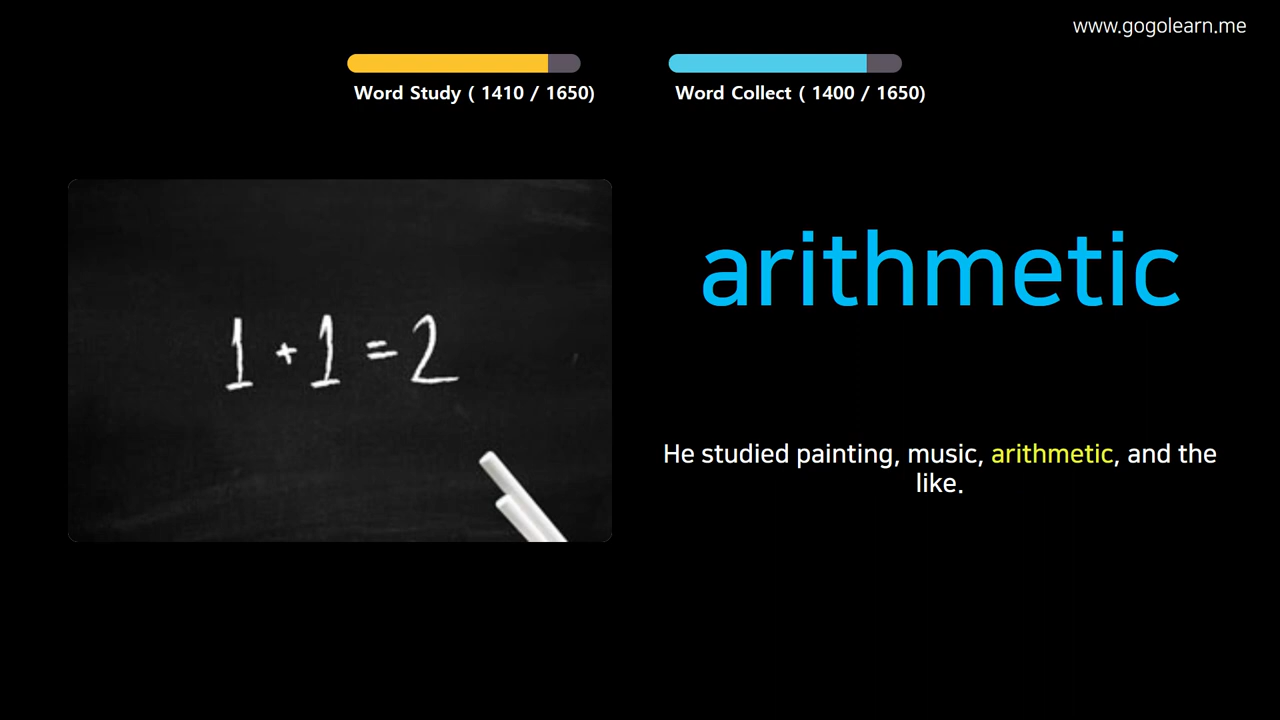 www.gogolearn.me
Word Study ( 1410 / 1650)
Word Collect ( 1400 / 1650)
1 + 1 = 2
arithmetic
He studied painting, music, arithmetic, and the
like.